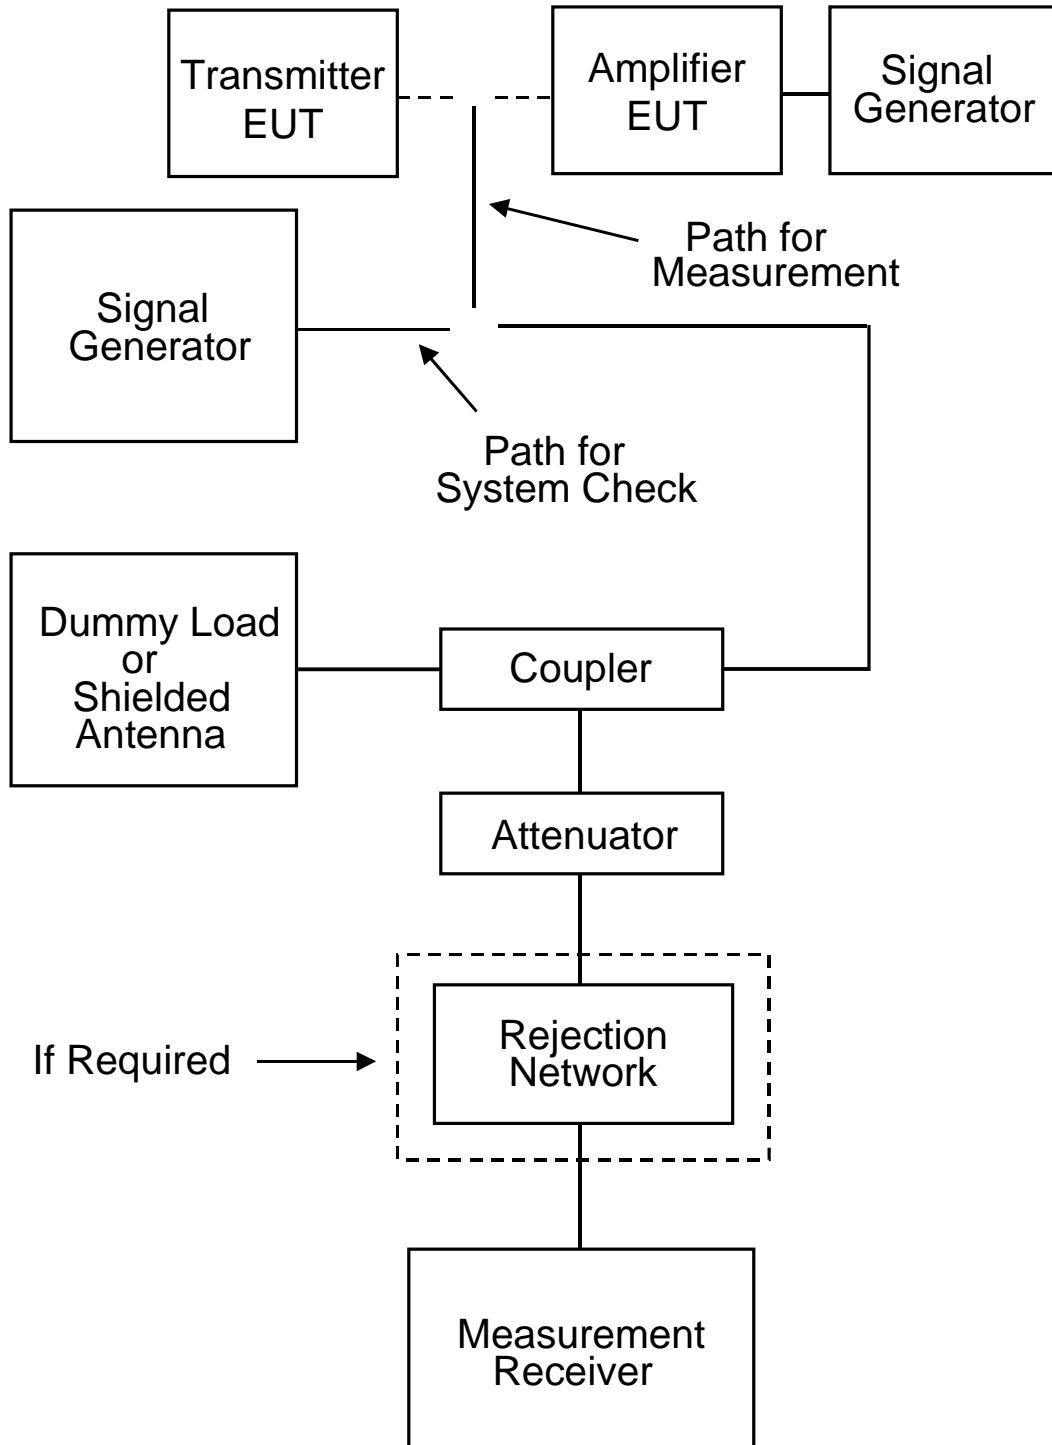 Transmitter
EUT
Amplifier
EUT
Signal
Generator
Path for
Measurement
Signal
Generator
Path for
System Check
Dummy Load
or
Shielded
Antenna
Coupler
Attenuator
If Required
Rejection
Network
Measurement
Receiver